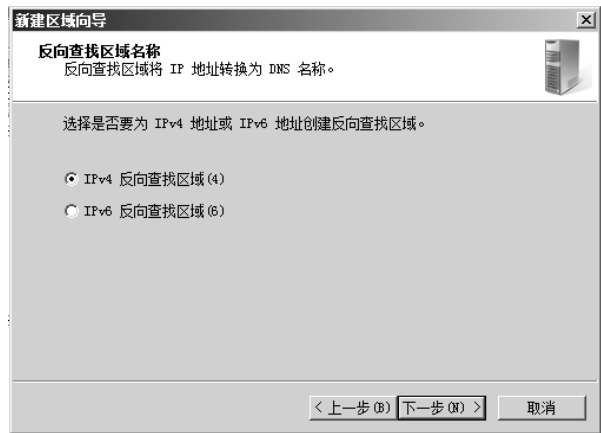 新建区域向导
反向查找区域名称
反向查找区域将 IP 地址转换为 DNS 名称。
选择是否要为 IPv4 地址或 IPv6 地址创建反向查找区域。
IPv4 反向查找区域(4)
IPv6 反向查找区域(6)
< 上一步(B) 下一步(N) > 取消